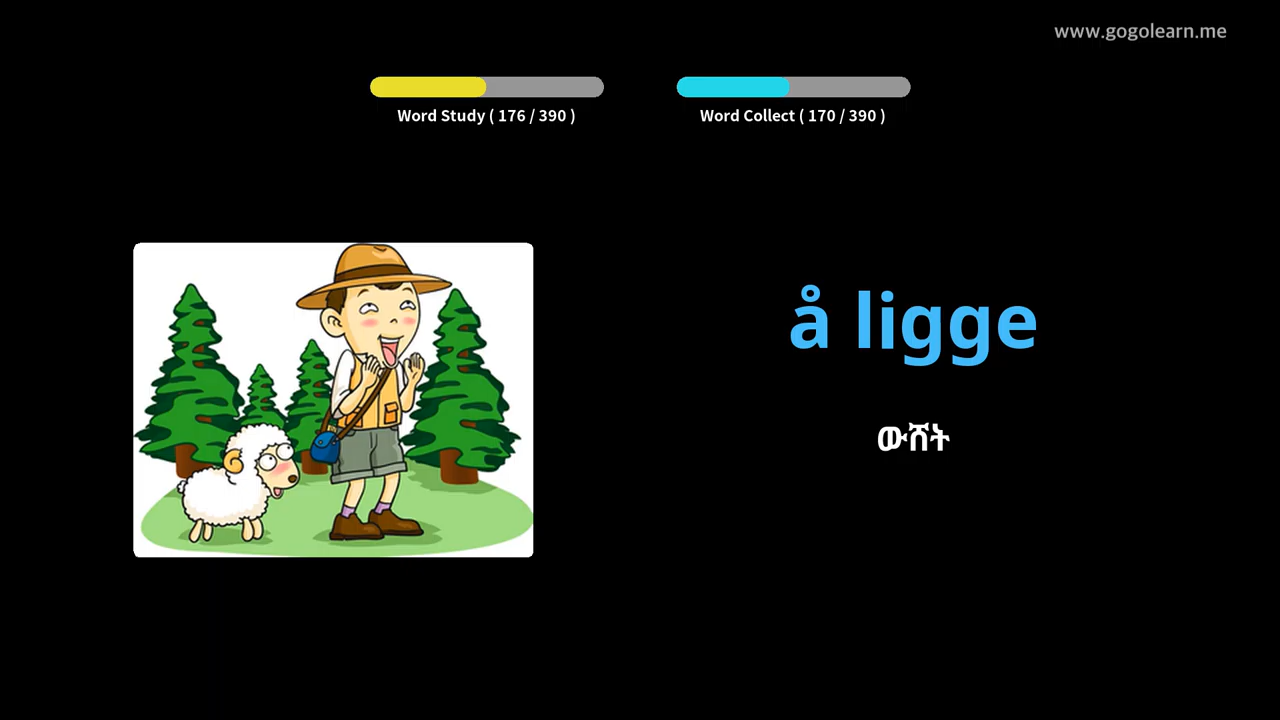 www.gogolearn.me
Word Study ( 176 / 390 )
Word Collect ( 170 / 390 )
å ligge
ውሸት